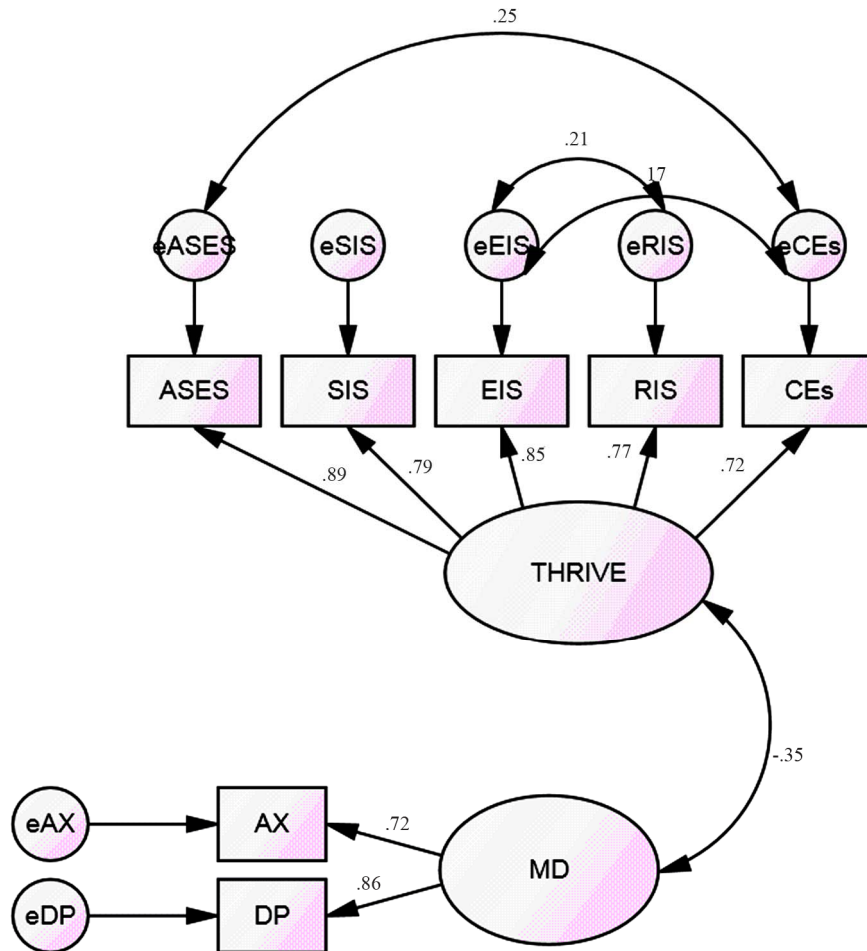 .25
.21
17
eASES
eSIS
eEIS
eRIS
eCEs
ASES
SIS
EIS
RIS
CEs
.89
.79
.85
.77
.72
THRIVE
-.35
eAX
AX
.72
MD
.86
eDP
DP